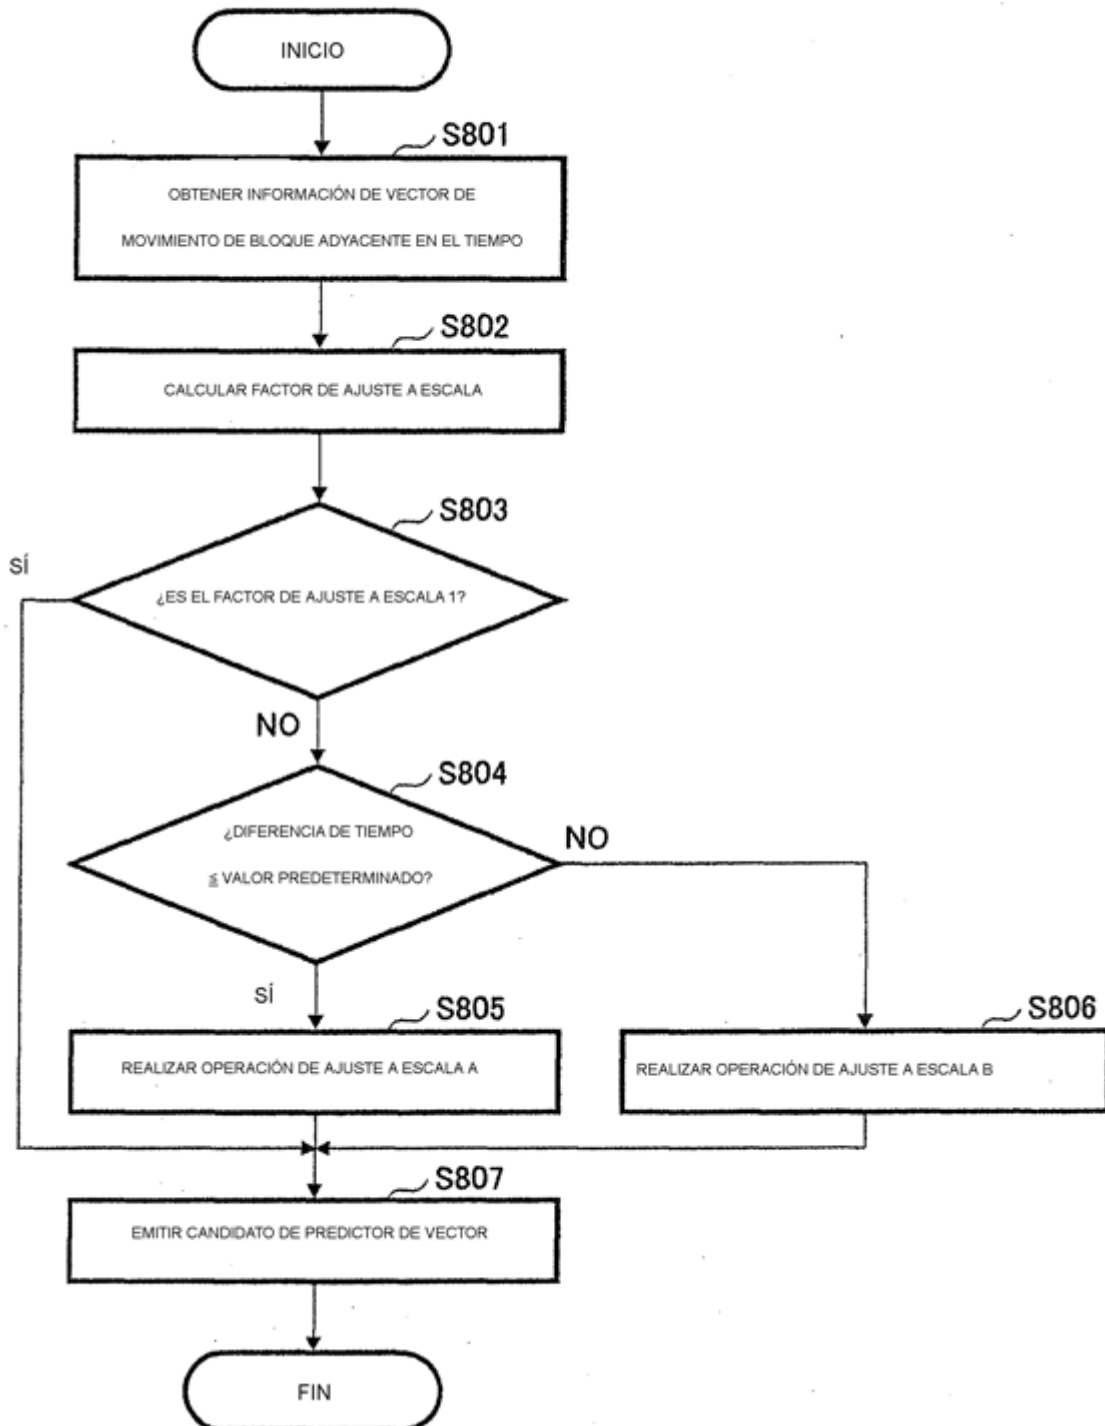 INICIO
S801
OBTENER INFORMACIÓN DE VECTOR DE
MOVIMIENTO DE BLOQUE ADYACENTE EN EL TIEMPO
S802
CALCULAR FACTOR DE AJUSTE A ESCALA
S803
SÍ
¿ES EL FACTOR DE AJUSTE A ESCALA 1?
NO
S804
¿DIFERENCIA DE TIEMPO
≤ VALOR PREDETERMINADO?
NO
SÍ
S805
REALIZAR OPERACIÓN DE AJUSTE A ESCALA A
S806
REALIZAR OPERACIÓN DE AJUSTE A ESCALA B
S807
EMITIR CANDIDATO DE PREDICTOR DE VECTOR
FIN